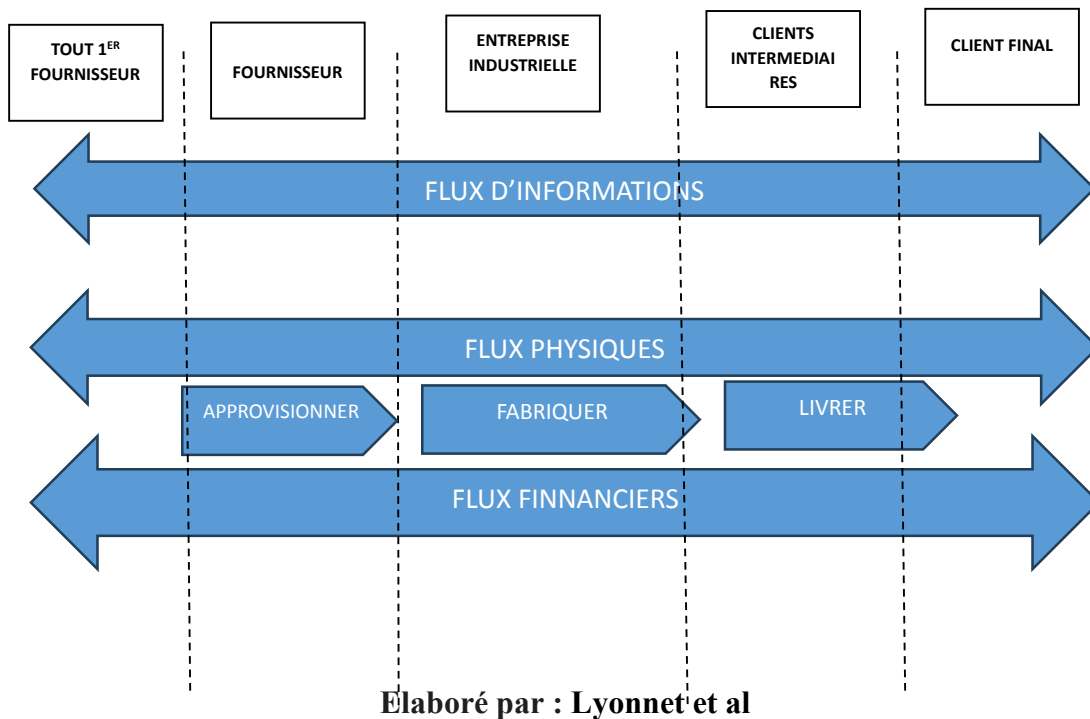 TOUT 1ER
FOURNISSEUR
FOURNISSEUR
ENTREPRISE
INDUSTRIELLE
CLIENTS
INTERMEDIAI
RES
CLIENT FINAL
FLUX D'INFORMATIONS
FLUX PHYSIQUES
APPROVISIONNER
FABRIQUER
LIVRER
FLUX FINNANCIERS
Elaboré par : Lyonnet et al